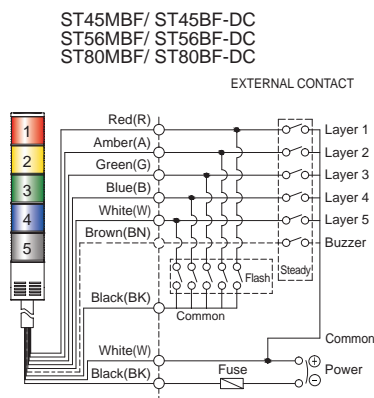 ST45MBF/ ST45BF-DC
ST56MBF/ ST56BF-DC
ST80MBF/ ST80BF-DC
EXTERNAL CONTACT
Red(R)
Layer 1
Amber(A)
Layer 2
Green(G)
Layer 3
Blue(B)
Layer 4
White(W)
Layer 5
Brown(BN)
Buzzer
1
2
3
4
5
Flash
Steady
Black(BK)
Common
Common
White(W)
Black(BK)
Fuse
+
Power
-